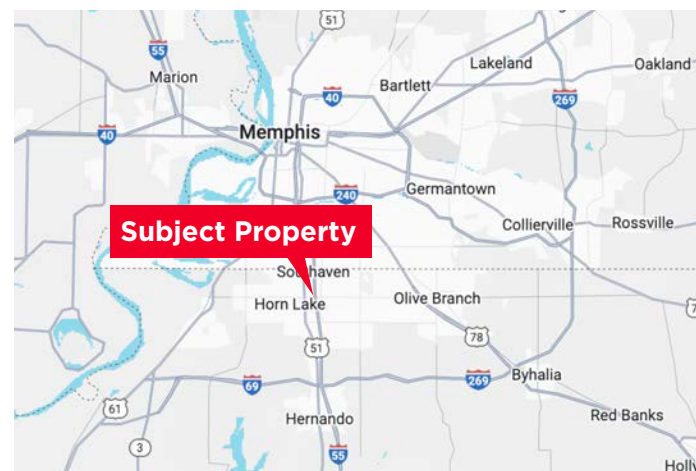 51
Lakeland
Oakland
55
Marion
Bartlett
40
269
Memphis
40
Germantown
240
Subject Property
Collierville
Rossville
Southaven
Horn Lake
Olive Branch
51
78
Byhalia
69
269
61
Red Banks
Hernando
3
55
Holly